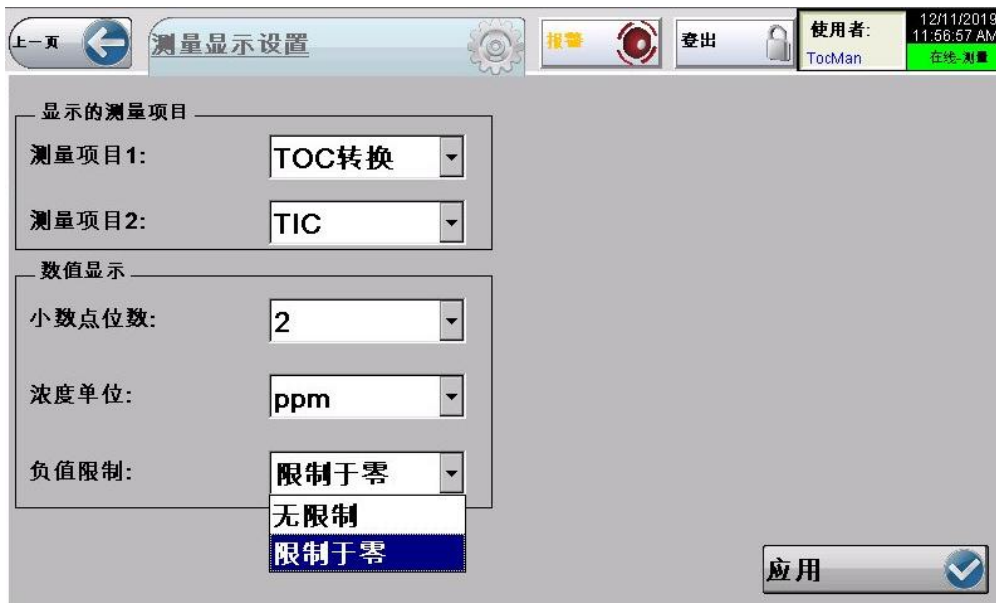 上一页
测量显示设置
报警
登出
使用者:
TocMan
12/11/2019
11:56:57 AM
在线-测量
显示的测量项目
测量项目1:
TOC转换
测量项目2:
TIC
数值显示
小数点位数:
2
浓度单位:
ppm
负值限制:
限制于零
无限制
限制于零
应用